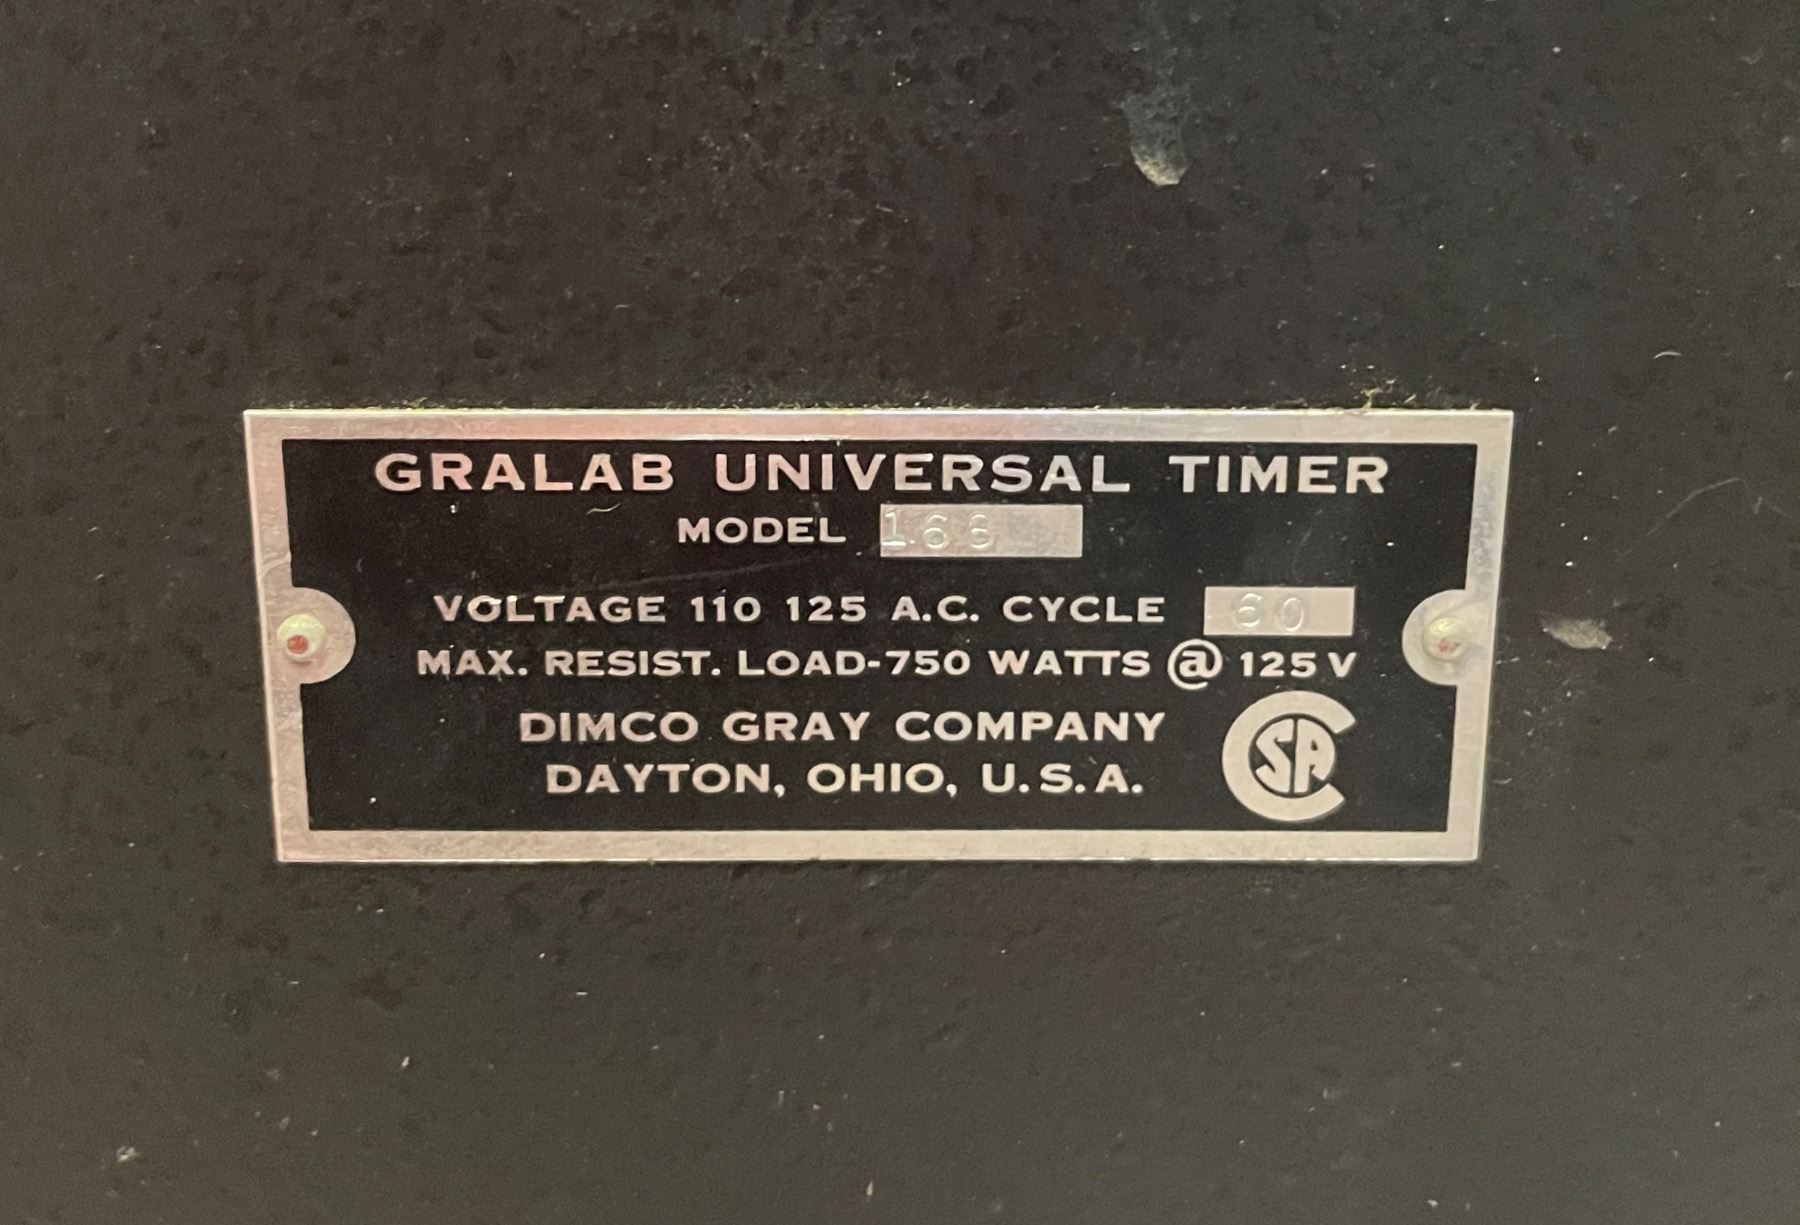 GRALAB UNIVERSAL TIMER
MODEL 168
VOLTAGE 110 125 A.C. CYCLE 60
MAX. RESIST. LOAD-750 WATTS @ 125 V
DIMCO GRAY COMPANY
DAYTON, OHIO, U.S.A.
CSA